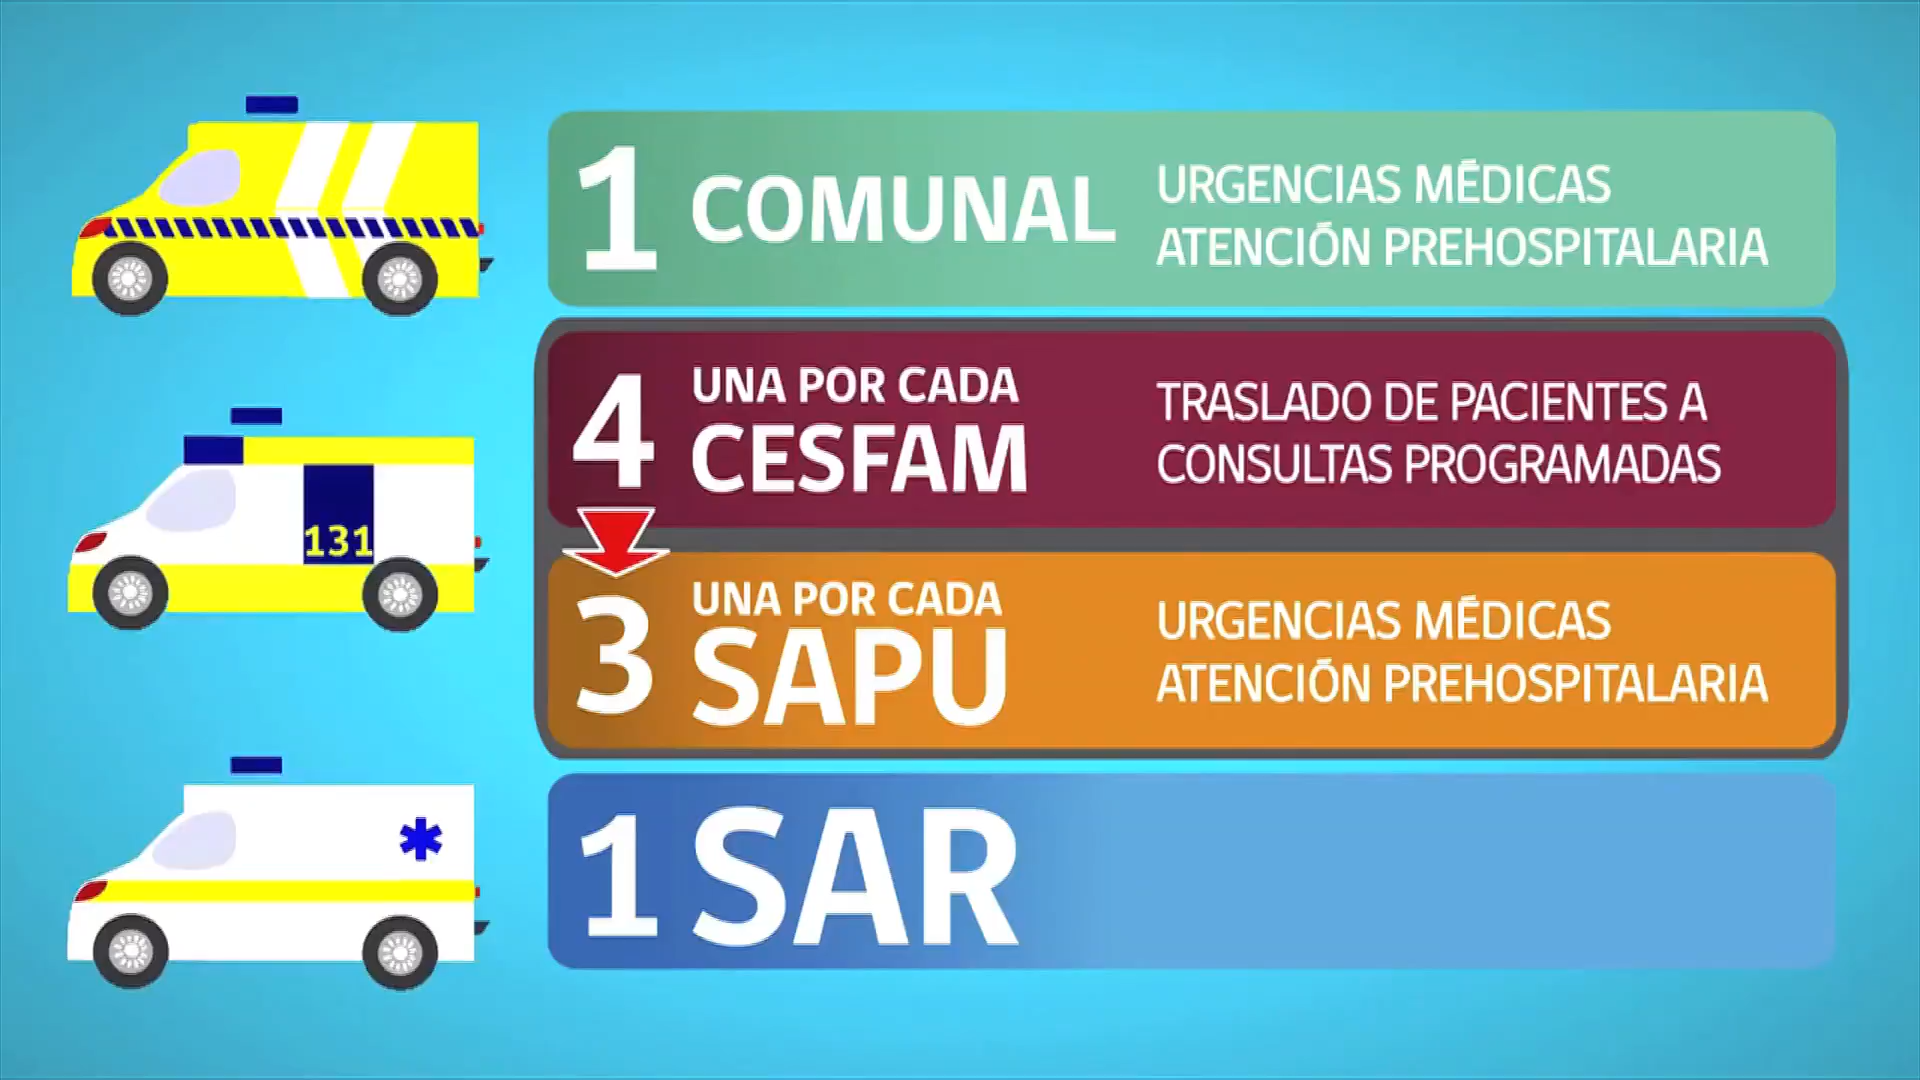 1 COMUNAL
URGENCIAS MÉDICAS
ATENCIÓN PREHOSPITALARIA
4 UNA POR CADA
CESFAM
TRASLADO DE PACIENTES A
CONSULTAS PROGRAMADAS
131
3 UNA POR CADA
SAPU
URGENCIAS MÉDICAS
ATENCIÓN PREHOSPITALARIA
1 SAR